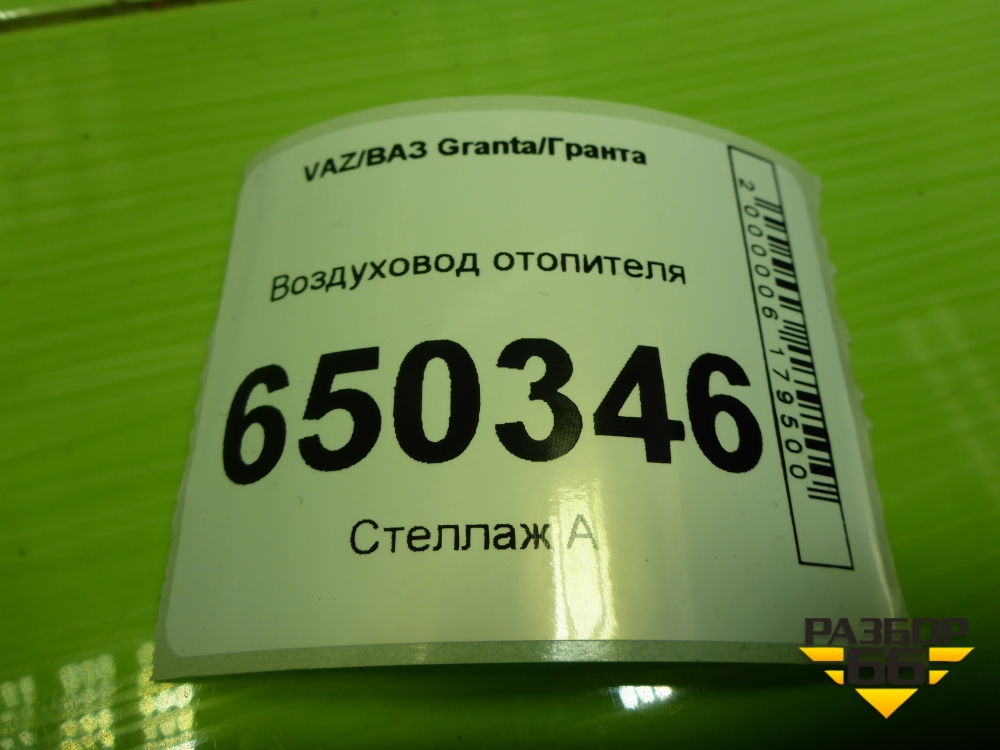 VAZ/ВАЗ Granta/Гранта
Воздуховод отопителя
650346
Стеллаж А
2000006179500
РАЗБОР
66